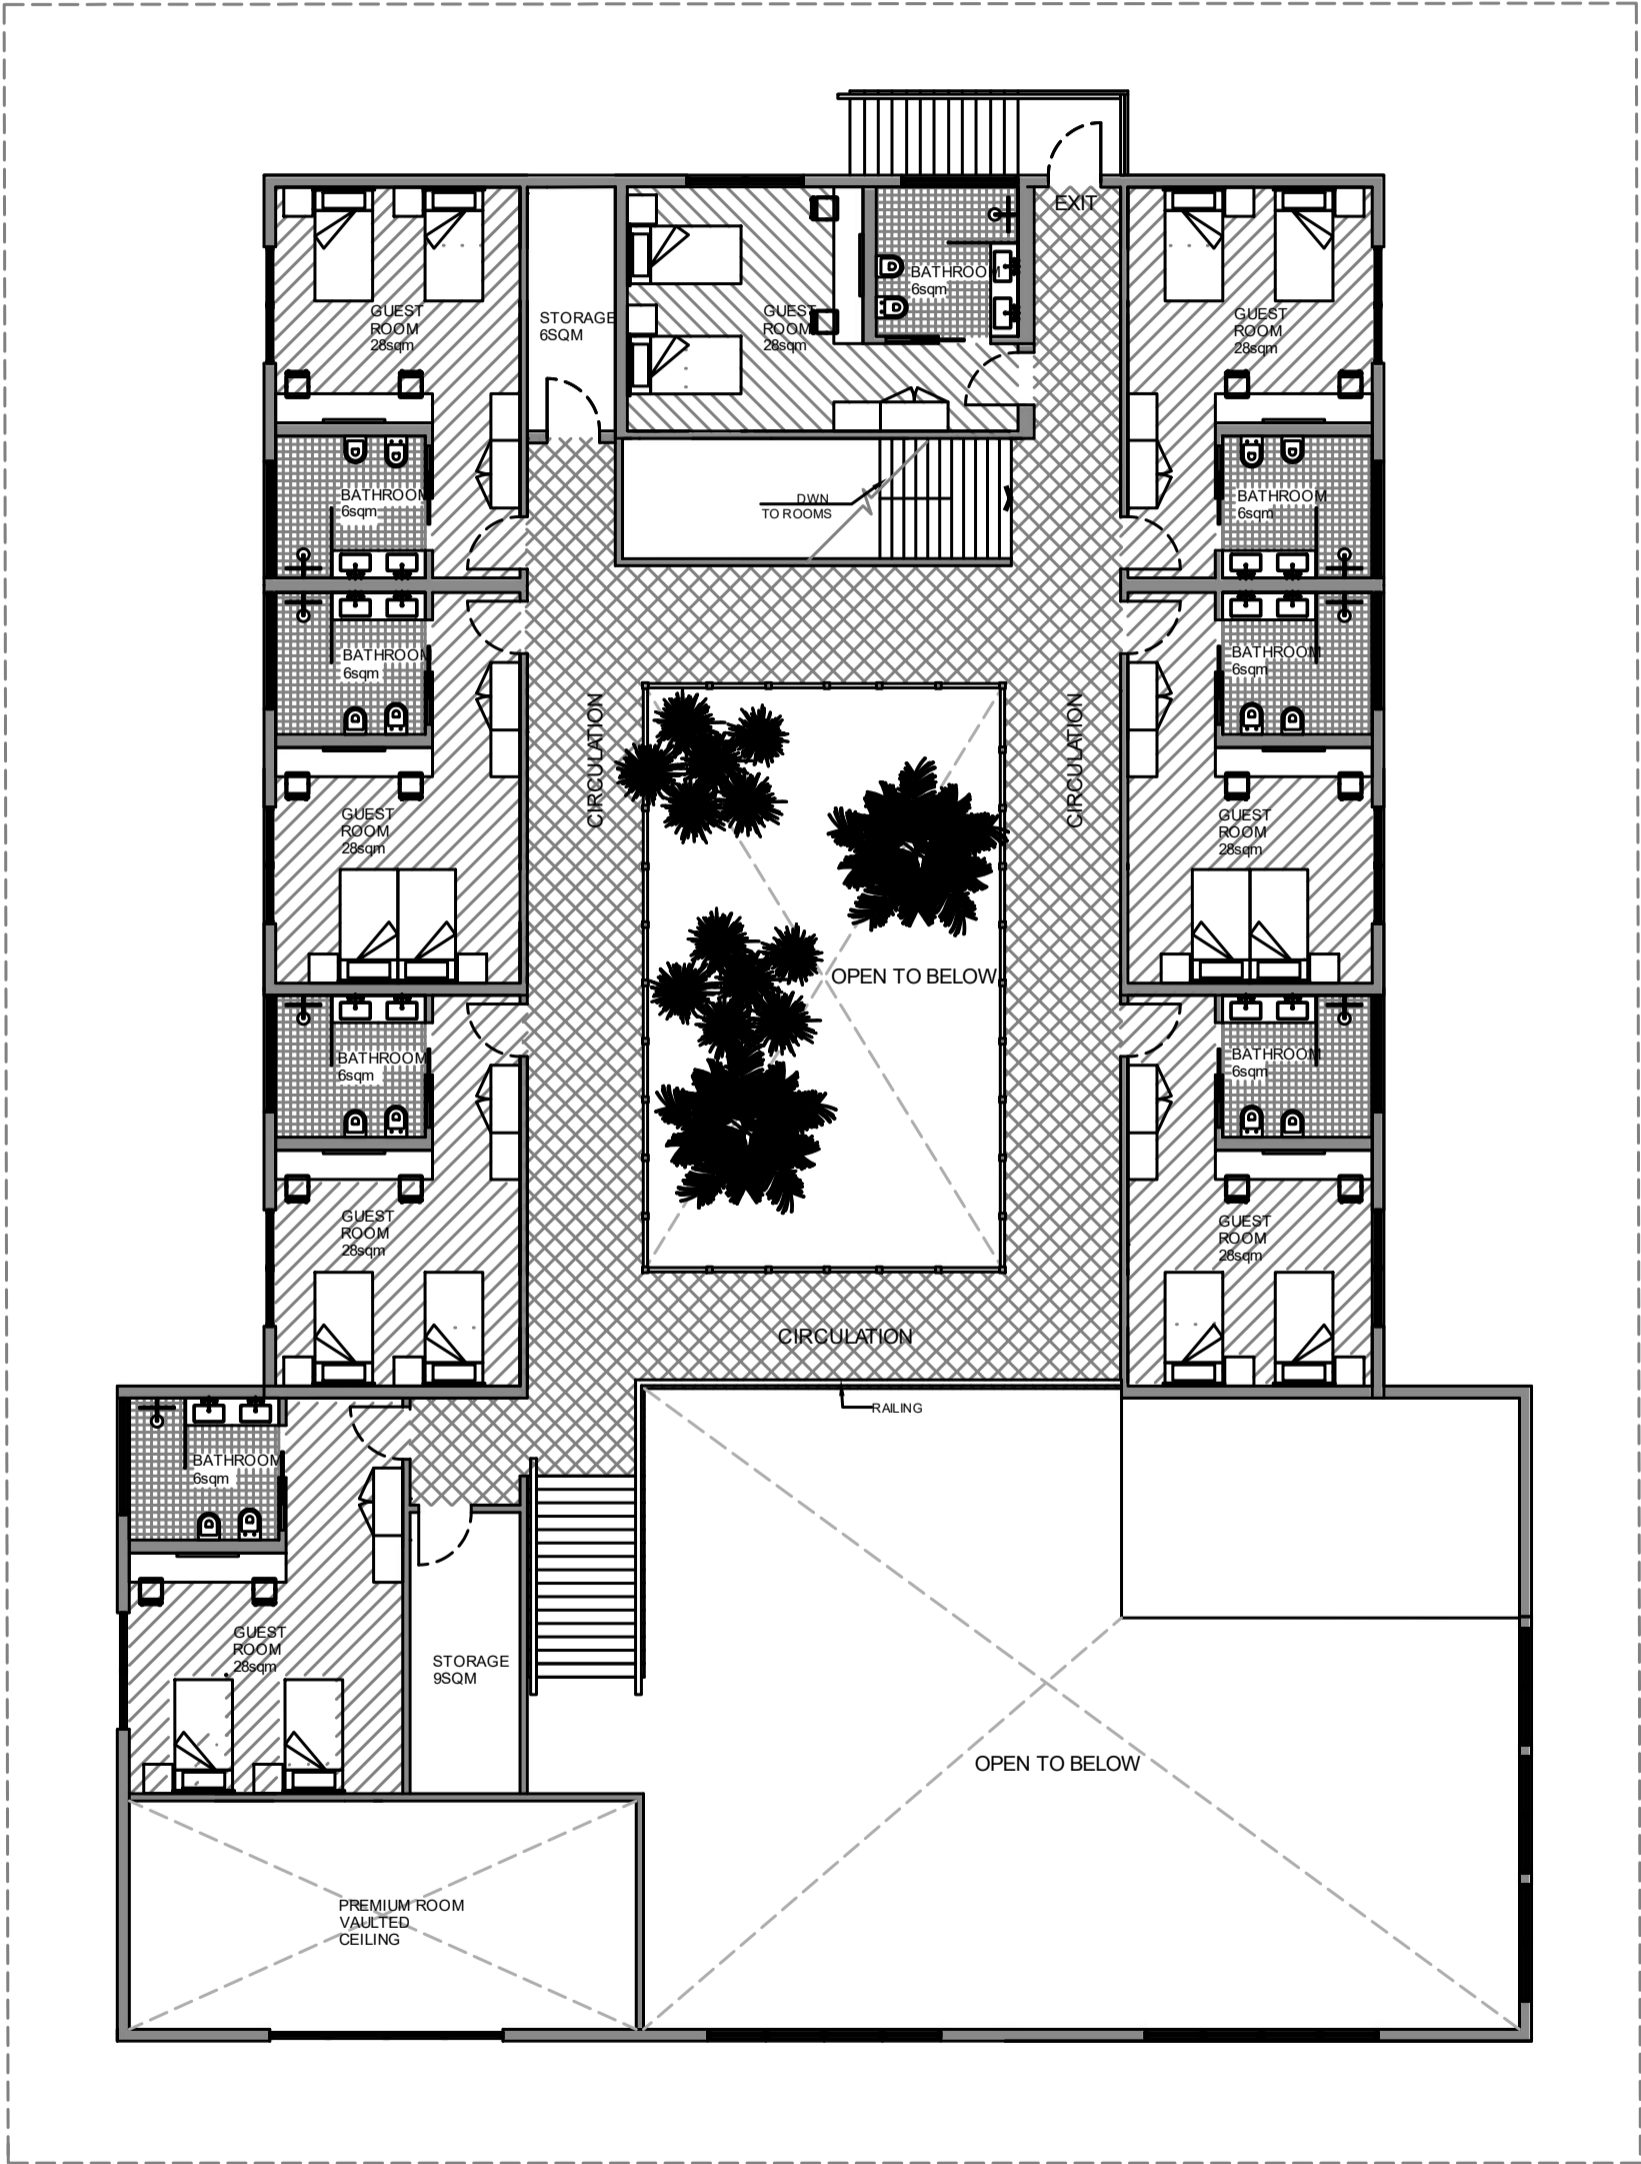 EXIT
GUEST
ROOM
28sqm
STORAGE
6SQM
GUEST
ROOM
28sqm
BATHROOM
6sqm
GUEST
ROOM
28sqm
BATHROOM
6sqm
DWN
TO ROOMS
BATHROOM
6sqm
BATHROOM
6sqm
BATHROOM
6sqm
CIRCULATION
CIRCULATION
GUEST
ROOM
28sqm
GUEST
ROOM
28sqm
OPEN TO BELOW
BATHROOM
6sqm
BATHROOM
6sqm
GUEST
ROOM
28sqm
GUEST
ROOM
28sqm
CIRCULATION
RAILING
BATHROOM
6sqm
GUEST
ROOM
28sqm
STORAGE
9SQM
OPEN TO BELOW
PREMIUM ROOM
VAULTED
CEILING